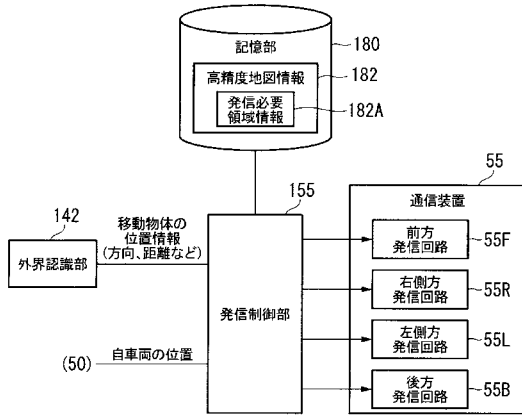 記憶部
180
高精度地図情報
182
発信必要
領域情報
182A
155
55
通信装置
142
移動物体の
位置情報
(方向、距離など)
外界認識部
発信制御部
前方
発信回路
55F
右側方
発信回路
55R
左側方
発信回路
55L
後方
発信回路
55B
(50)
自車両の位置